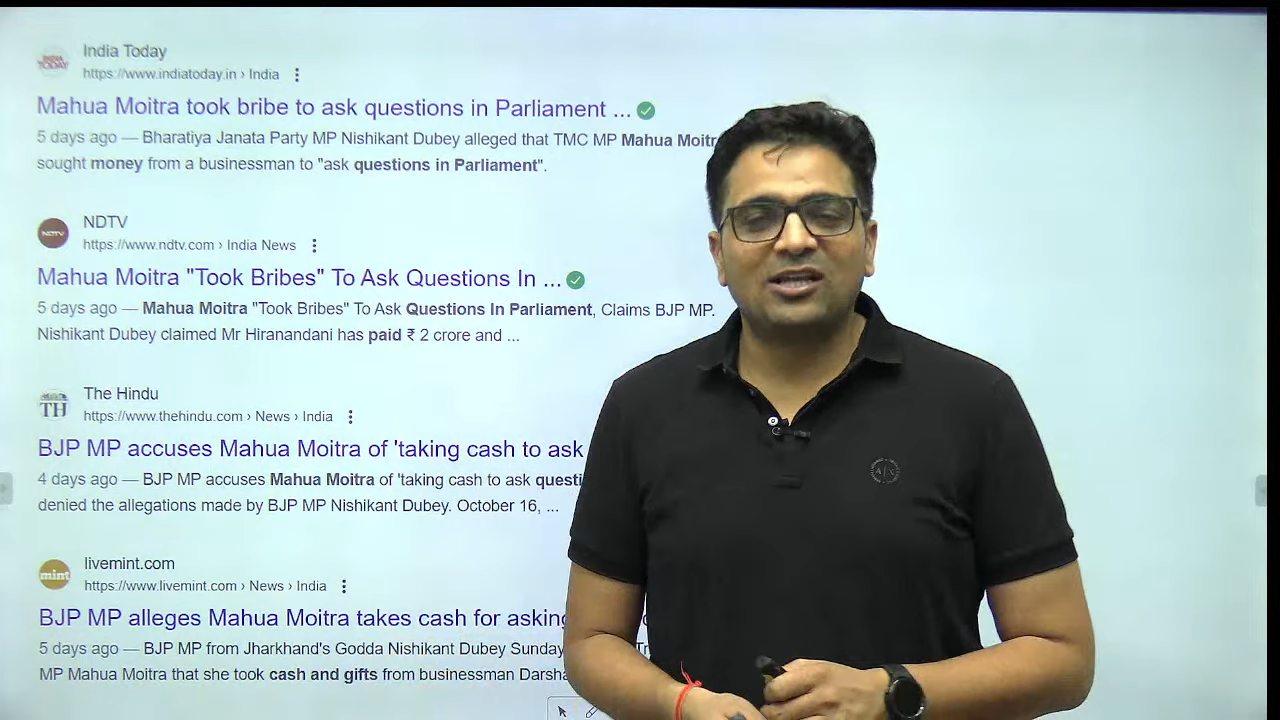 India Today
https://www.indiatoday.in › India
Mahua Moitra took bribe to ask questions in Parliament ...
5 days ago — Bharatiya Janata Party MP Nishikant Dubey alleged that TMC MP Mahua Moitr
sought money from a businessman to "ask questions in Parliament".
NDTV
NDTV
https://www.ndtv.com › India News
Mahua Moitra "Took Bribes" To Ask Questions In ...
5 days ago — Mahua Moitra "Took Bribes" To Ask Questions In Parliament, Claims BJP MP.
Nishikant Dubey claimed Mr Hiranandani has paid ₹ 2 crore and ...
The Hindu
TH
https://www.thehindu.com › News › India
BJP MP accuses Mahua Moitra of 'taking cash to ask
4 days ago — BJP MP accuses Mahua Moitra of 'taking cash to ask questi
denied the allegations made by BJP MP Nishikant Dubey. October 16, ...
livemint.com
mint
https://www.livemint.com › News › India
BJP MP alleges Mahua Moitra takes cash for asking
5 days ago — BJP MP from Jharkhand's Godda Nishikant Dubey Sunday Tr
MP Mahua Moitra that she took cash and gifts from businessman Darsha
A|X